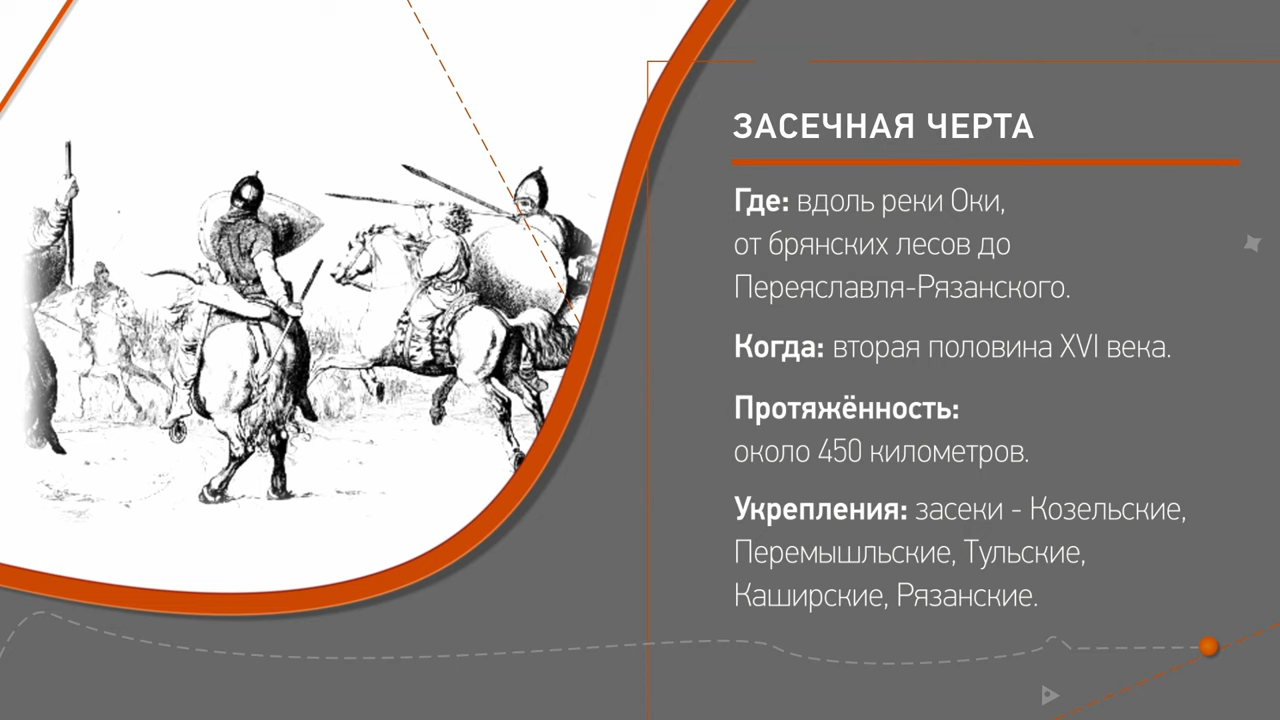 ЗАСЕЧНАЯ ЧЕРТА
Где: вдоль реки Оки,
от брянских лесов до
Переяславля-Рязанского.
Когда: вторая половина XVI века.
Протяжённость:
около 450 километров.
Укрепления: засеки - Козельские,
Перемышльские, Тульские,
Каширские, Рязанские.